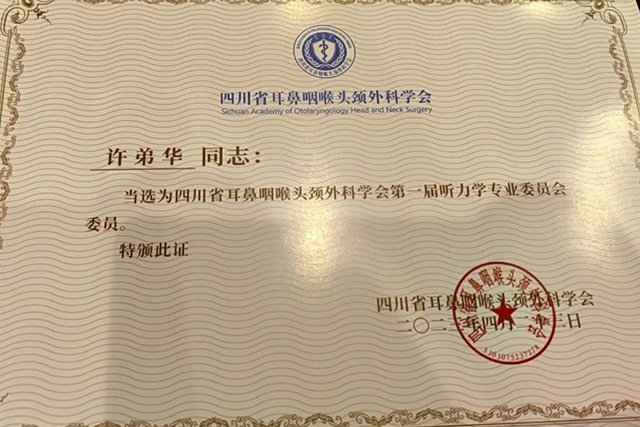 四川省耳鼻咽喉头颈外科学会
Sichuan Academy of Otolaryngology Head and Neck Surgery
许弟华 同志：
当选为四川省耳鼻咽喉头颈外科学会第一届听力学专业委员会
委员。
特颁此证
四川省耳鼻咽喉头颈外科学会
5101075237278